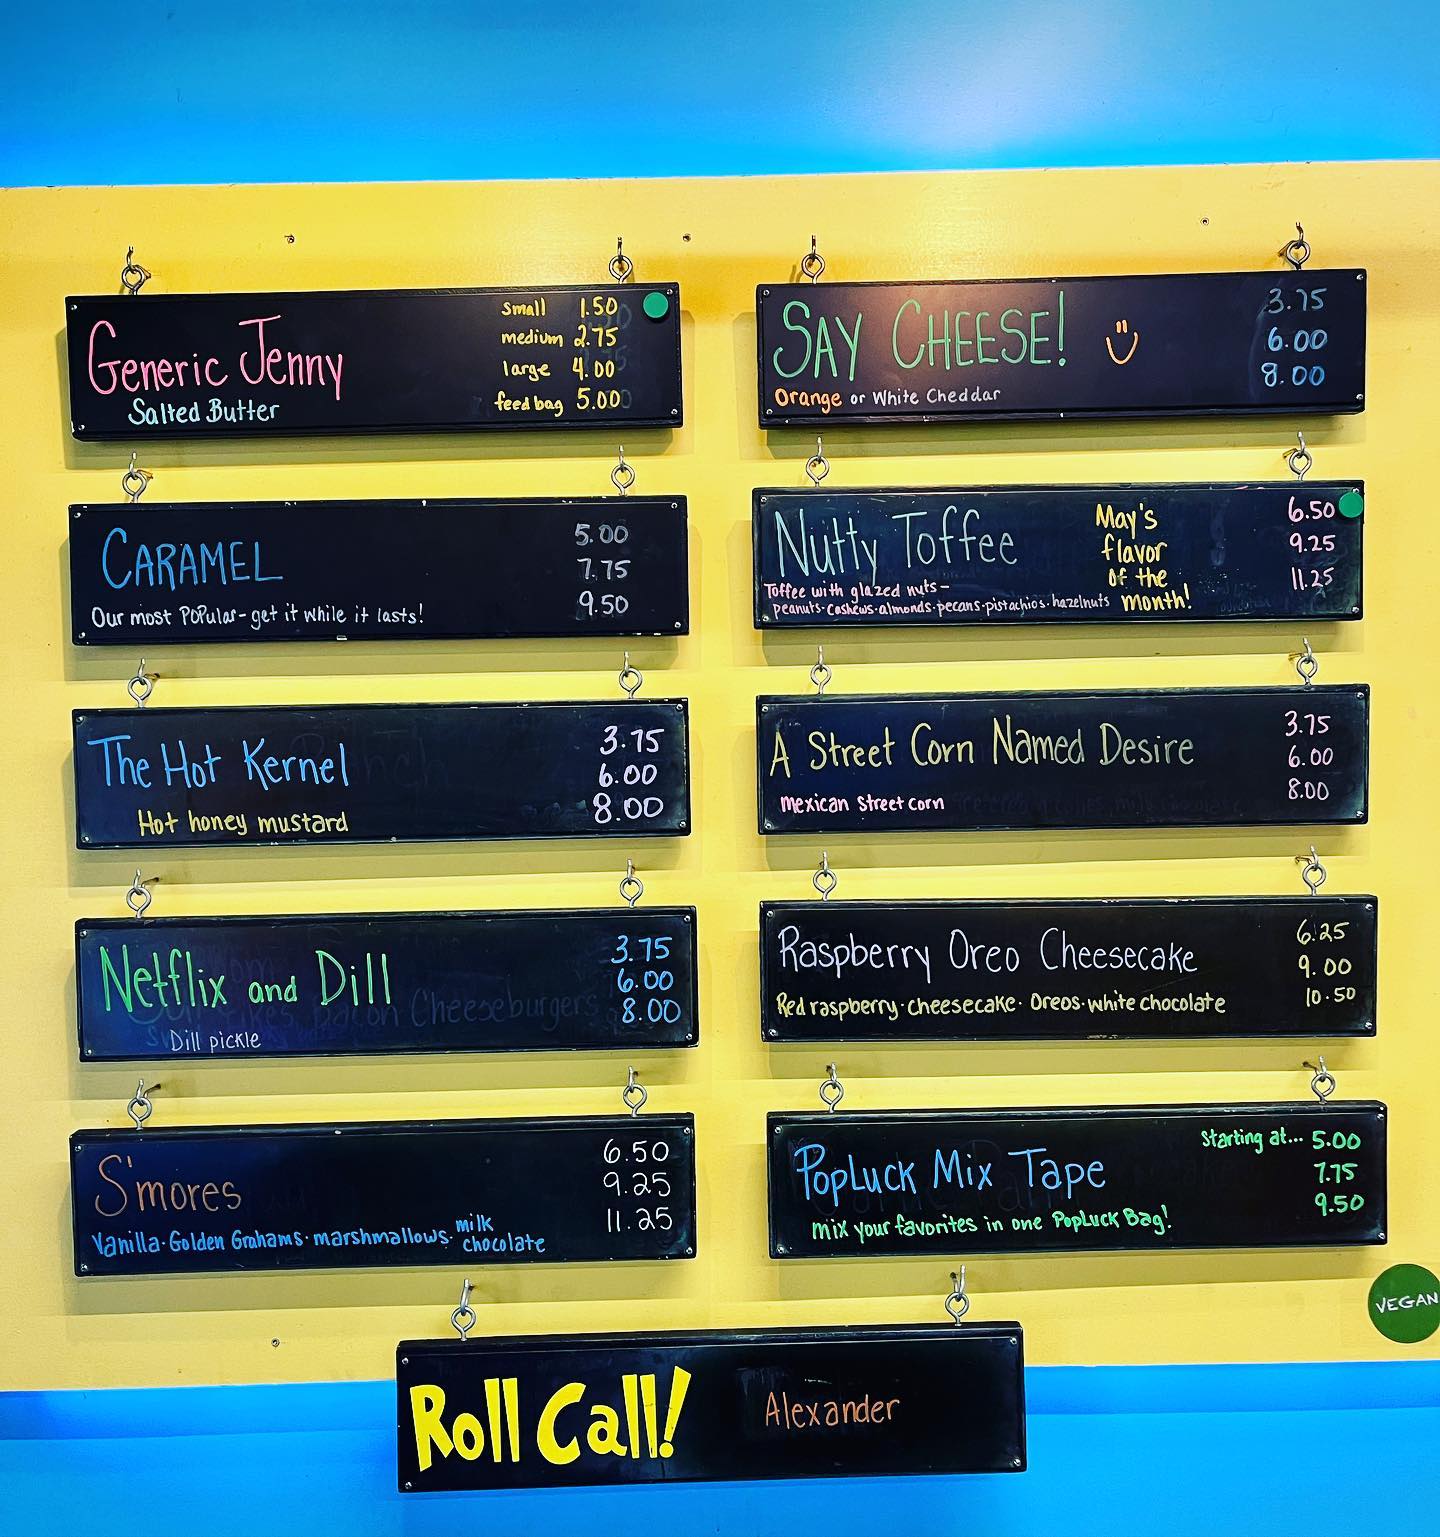 Generic Jenny
Salted Butter
small 1.50
medium 2.75
large 4.00
feed bag 5.00
CARAMEL
Our most POPular - get it while it lasts!
5.00
7.75
9.50
The Hot Kernel
Hot honey mustard
3.75
6.00
8.00
Netflix and Dill
Dill pickle
3.75
6.00
8.00
S'mores
Vanilla · Golden Grahams · marshmallows · milk chocolate
6.50
9.25
11.25
SAY CHEESE!
Orange or White Cheddar
3.75
6.00
8.00
Nutty Toffee
Toffee with glazed nuts -
peanuts · cashews · almonds · pecans · pistachios · hazelnuts
May's
flavor
of the
month!
6.50
9.25
11.25
A Street Corn Named Desire
mexican street corn
3.75
6.00
8.00
Raspberry Oreo Cheesecake
Red raspberry · cheesecake · Oreos · white chocolate
6.25
9.00
10.50
PopLuck Mix Tape
mix your favorites in one PopLuck Bag!
Starting at... 5.00
7.75
9.50
VEGAN
Roll Call!
Alexander